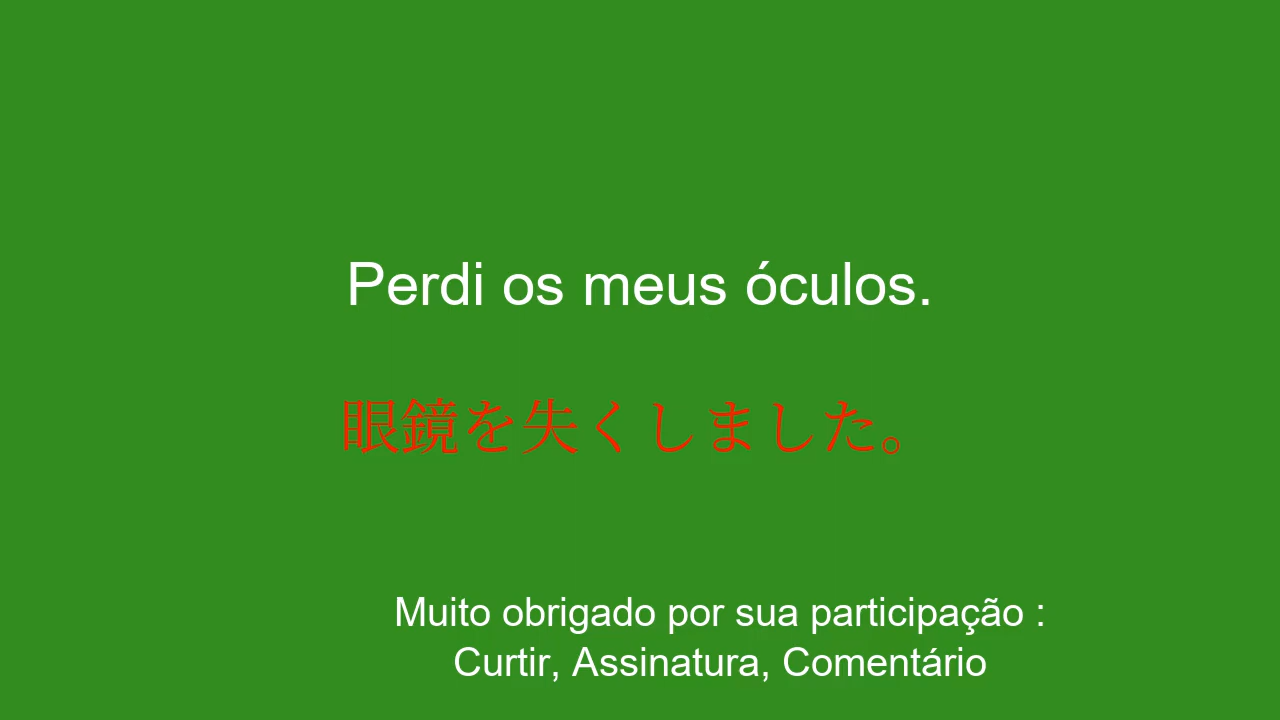 Perdi os meus óculos.
眼鏡を失くしました。
Muito obrigado por sua participação :
Curtir, Assinatura, Comentário